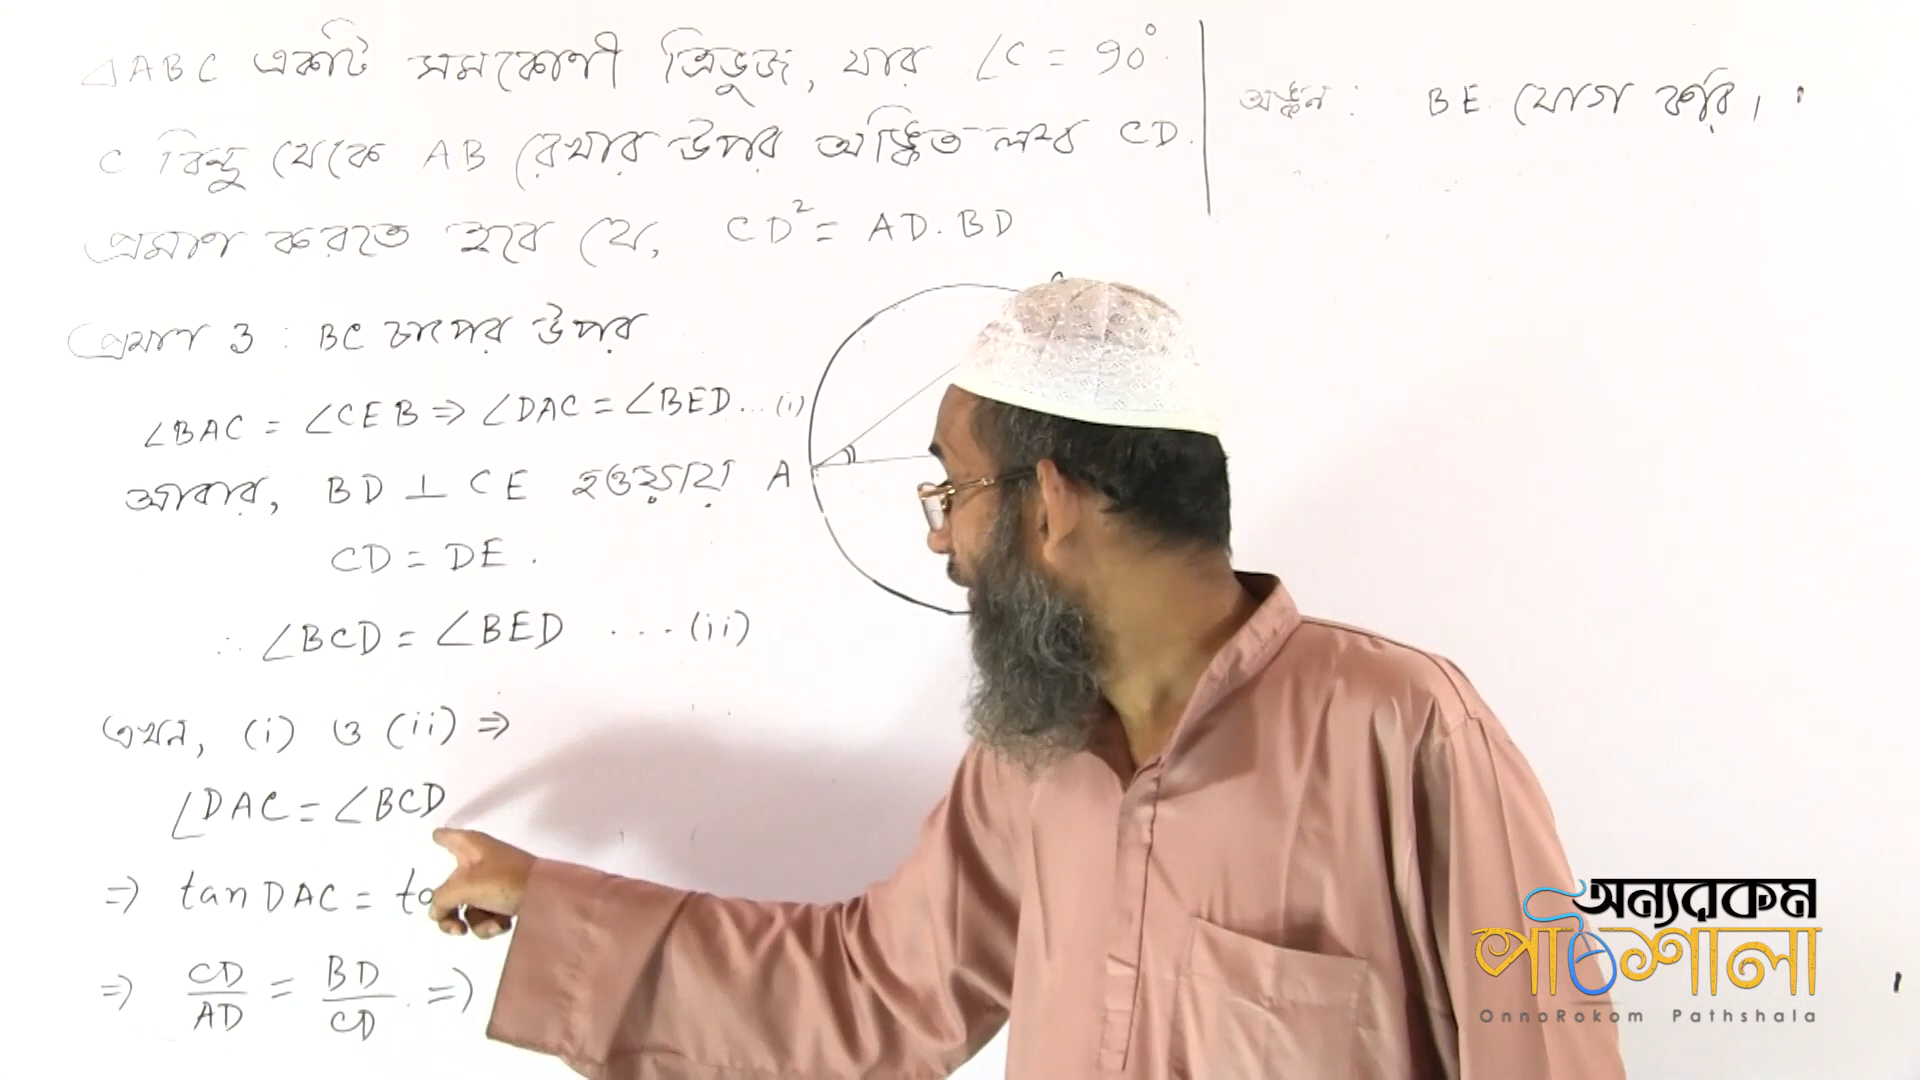 △ABC একটি সমকোণী ত্রিভুজ, যার ∠C = 90°.
C বিন্দু থেকে AB রেখার উপর অঙ্কিত লম্ব CD.
প্রমাণ করতে হবে যে, CD² = AD.BD
অঙ্কন : BE যোগ করি।
প্রমাণ ৩ : BC চাপের উপর
∠BAC = ∠CEB ⇒ ∠DAC = ∠BED ... (i)
আবার, BD ⊥ CE হওয়ায়
A
CD = DE.
∴ ∠BCD = ∠BED ... (ii)
এখন, (i) ও (ii) ⇒
∠DAC = ∠BCD
⇒ tan DAC = ta
⇒ CD/AD = BD/CD ⇒
অন্যরকম
পাঠশালা
OnnoRokom Pathshala